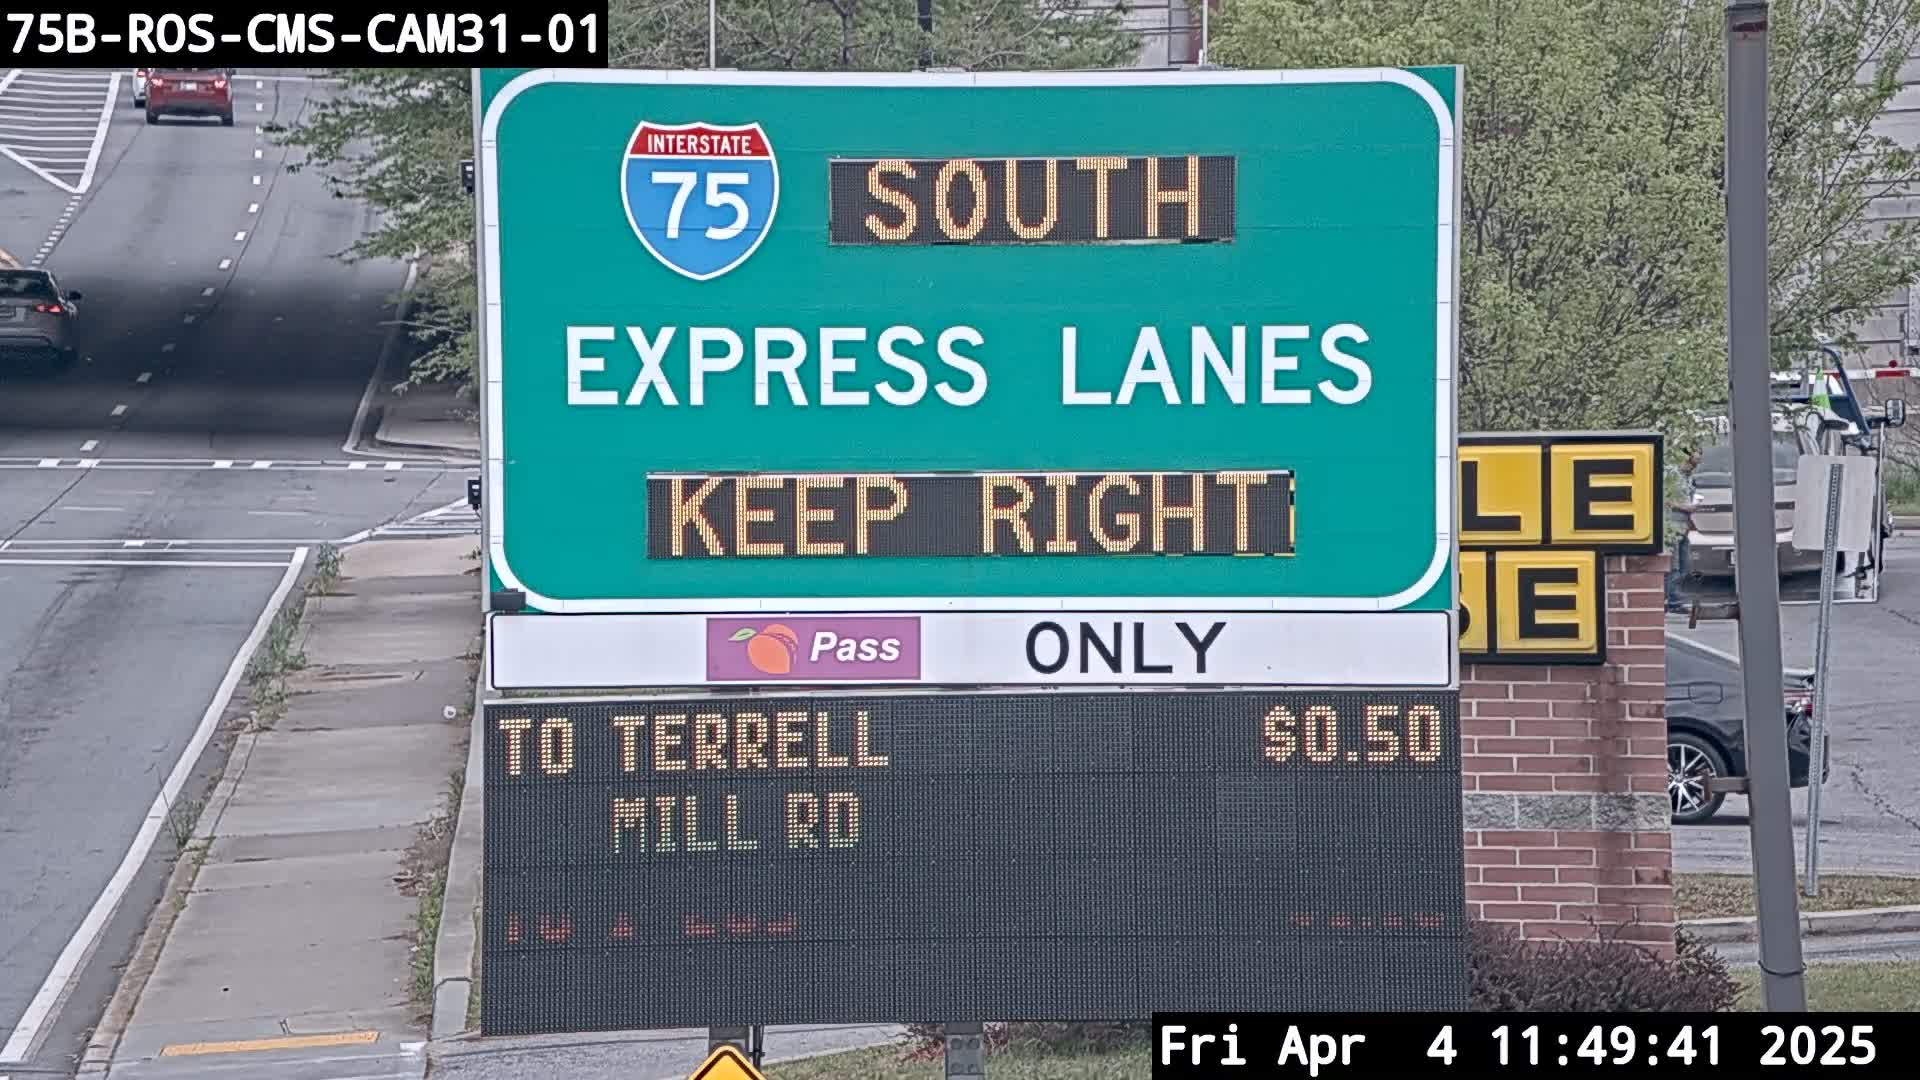 75B-ROS-CMS-CAM31-01
INTERSTATE
75
SOUTH
EXPRESS LANES
KEEP RIGHT
Pass ONLY
TO TERRELL $0.50
MILL RD
LE
E
Fri Apr 4 11:49:41 2025